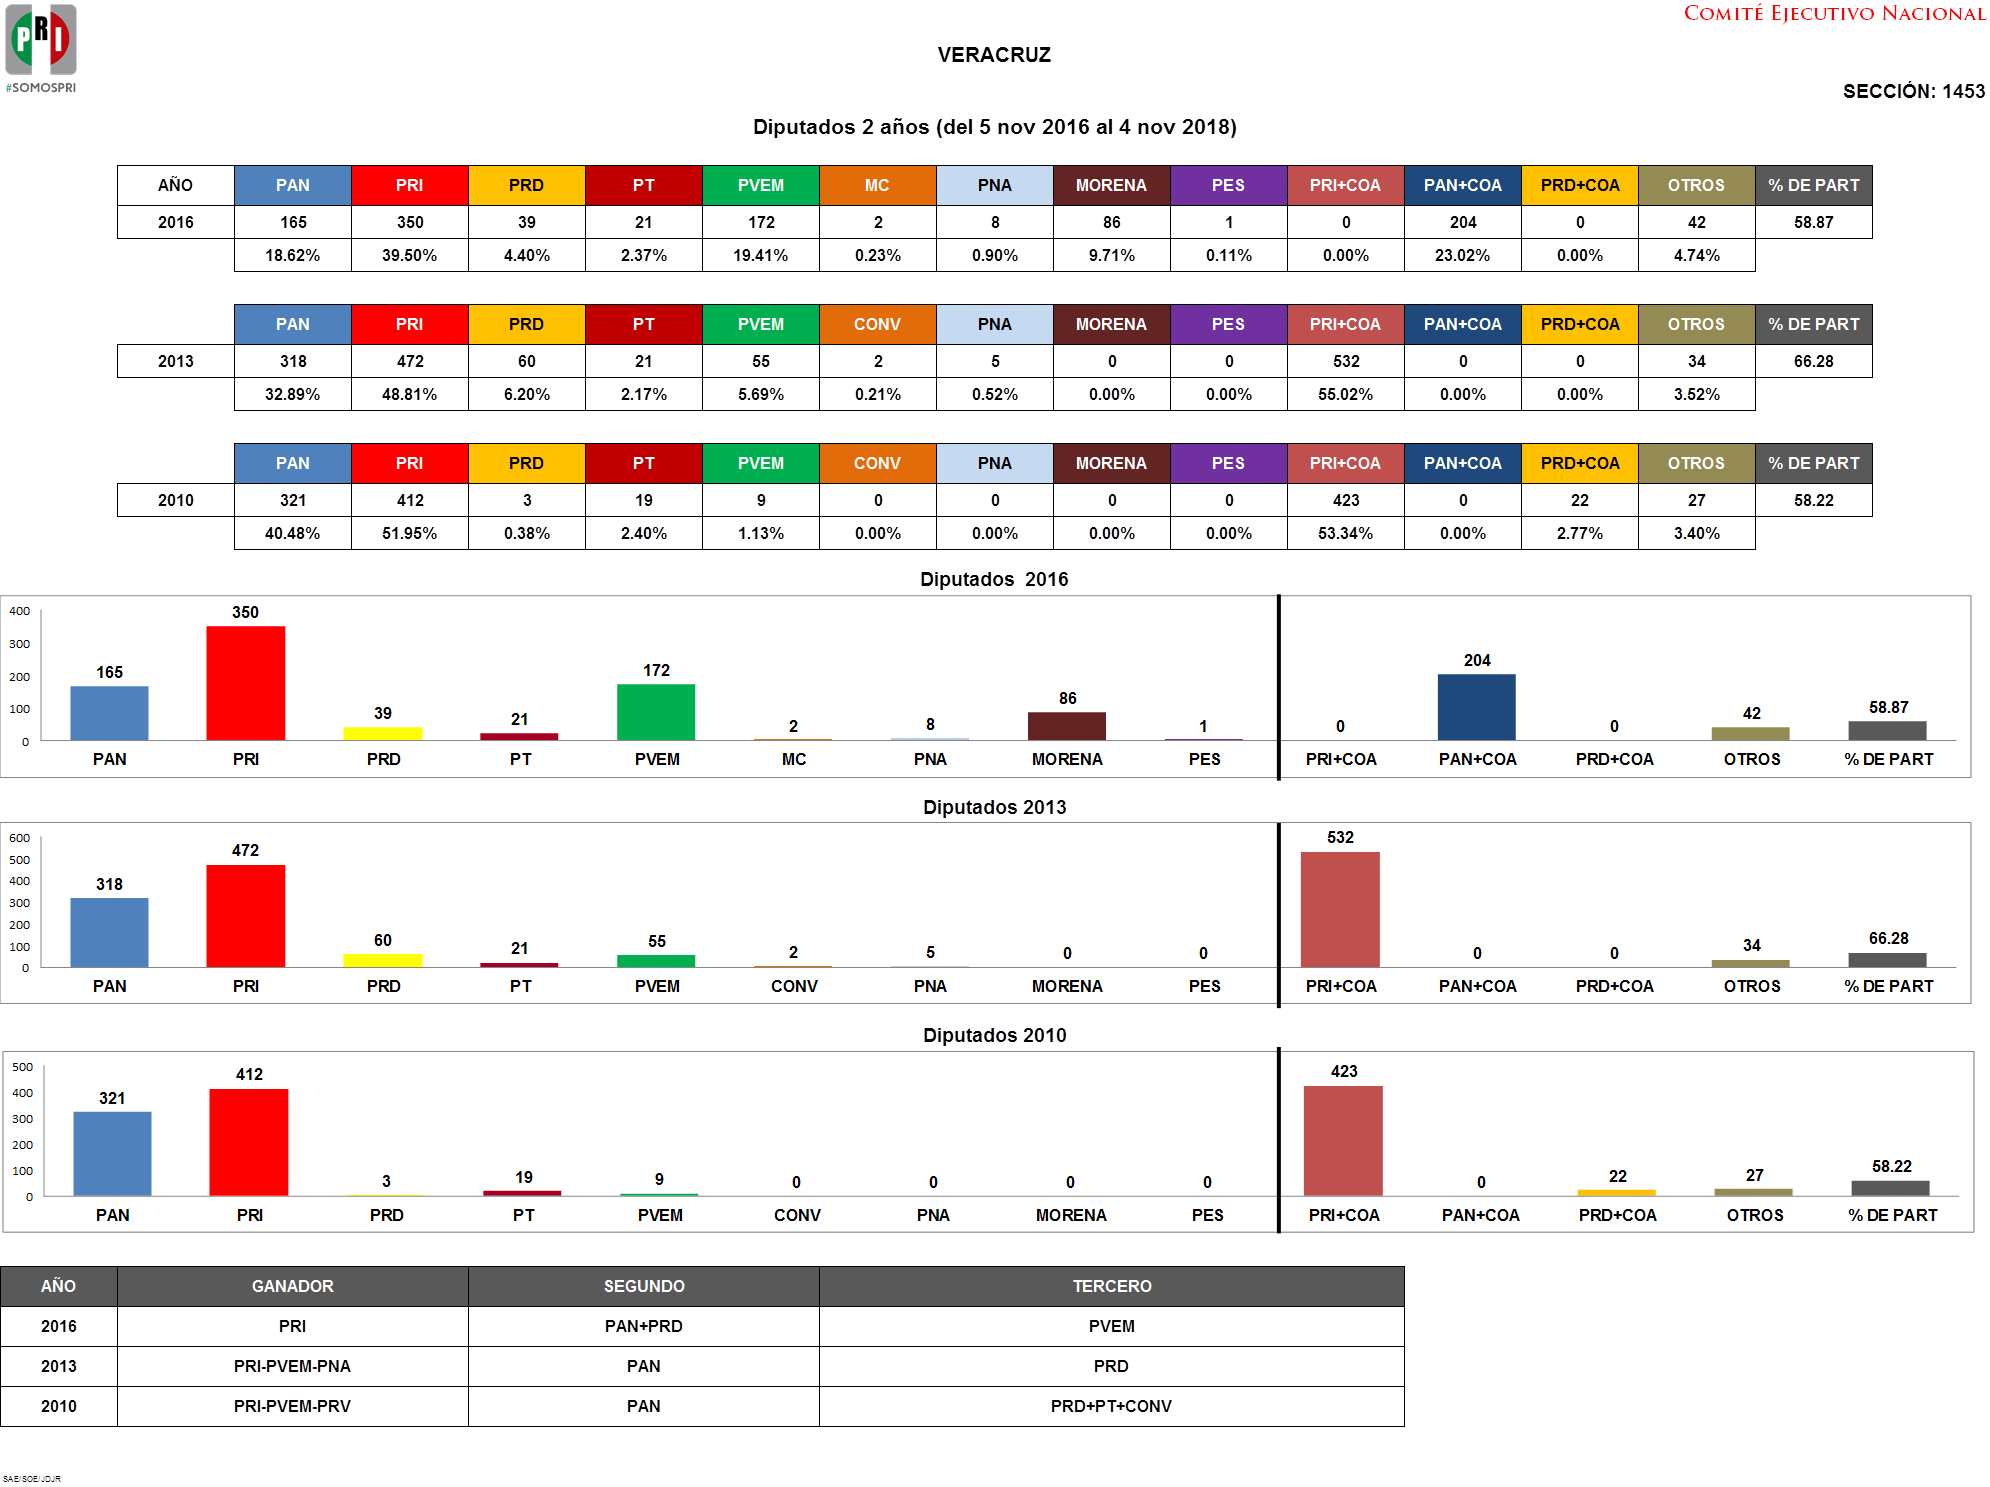 COMITÉ EJECUTIVO NACIONAL
PRI
#SOMOSPRI
VERACRUZ
SECCIÓN: 1453
Diputados 2 años (del 5 nov 2016 al 4 nov 2018)
AÑO PAN PRI PRD PT PVEM MC PNA MORENA PES PRI+COA PAN+COA PRD+COA OTROS % DE PART
2016 165 350 39 21 172 2 8 86 1 0 204 0 42 58.87
18.62% 39.50% 4.40% 2.37% 19.41% 0.23% 0.90% 9.71% 0.11% 0.00% 23.02% 0.00% 4.74%
PAN PRI PRD PT PVEM CONV PNA MORENA PES PRI+COA PAN+COA PRD+COA OTROS % DE PART
2013 318 472 60 21 55 2 5 0 0 532 0 0 34 66.28
32.89% 48.81% 6.20% 2.17% 5.69% 0.21% 0.52% 0.00% 0.00% 55.02% 0.00% 0.00% 3.52%
PAN PRI PRD PT PVEM CONV PNA MORENA PES PRI+COA PAN+COA PRD+COA OTROS % DE PART
2010 321 412 3 19 9 0 0 0 0 423 0 22 27 58.22
40.48% 51.95% 0.38% 2.40% 1.13% 0.00% 0.00% 0.00% 0.00% 53.34% 0.00% 2.77% 3.40%
Diputados 2016
400
300
200
100
0
165 350 39 21 172 2 8 86 1 0 204 0 42 58.87
PAN PRI PRD PT PVEM MC PNA MORENA PES PRI+COA PAN+COA PRD+COA OTROS % DE PART
Diputados 2013
600
500
400
300
200
100
0
318 472 60 21 55 2 5 0 0 532 0 0 34 66.28
PAN PRI PRD PT PVEM CONV PNA MORENA PES PRI+COA PAN+COA PRD+COA OTROS % DE PART
Diputados 2010
500
400
300
200
100
0
321 412 3 19 9 0 0 0 0 423 0 22 27 58.22
PAN PRI PRD PT PVEM CONV PNA MORENA PES PRI+COA PAN+COA PRD+COA OTROS % DE PART
AÑO GANADOR SEGUNDO TERCERO
2016 PRI PAN+PRD PVEM
2013 PRI-PVEM-PNA PAN PRD
2010 PRI-PVEM-PRV PAN PRD+PT+CONV
SAE/SOE/JDJR